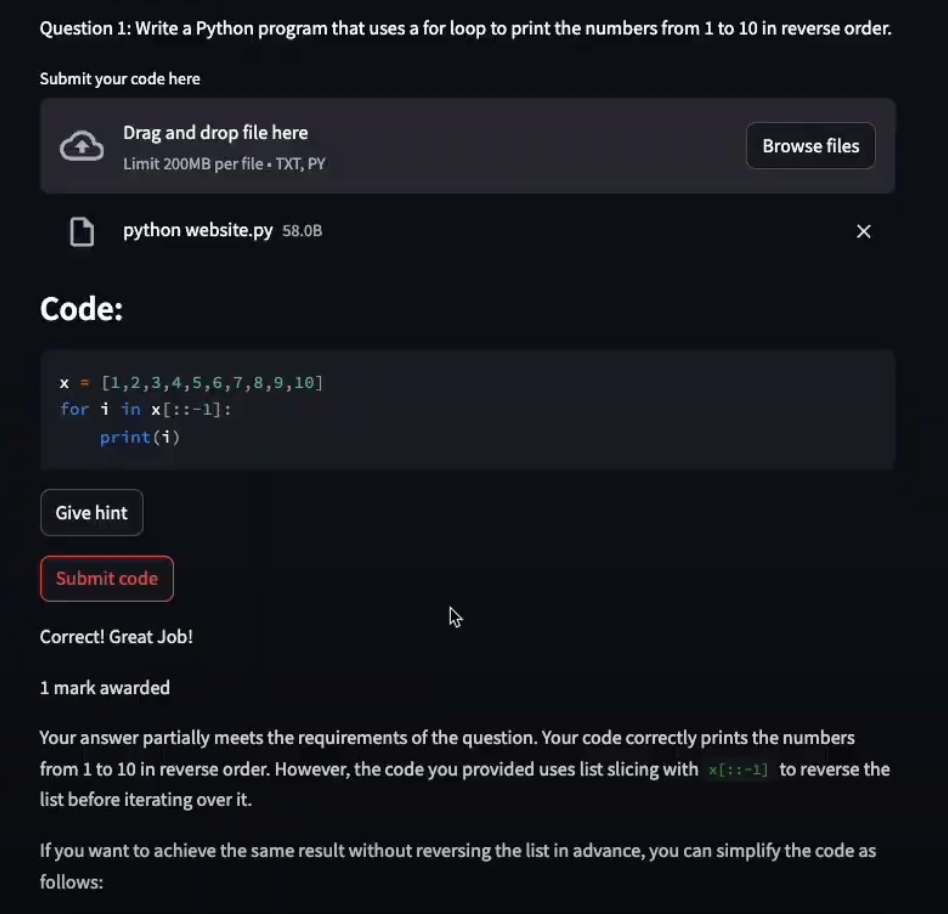 Question 1: Write a Python program that uses a for loop to print the numbers from 1 to 10 in reverse order.
Submit your code here
Drag and drop file here
Limit 200MB per file • TXT, PY
Browse files
python website.py 58.0B
Code:
x = [1,2,3,4,5,6,7,8,9,10]
for i in x[::-1]:
    print(i)
Give hint
Submit code
Correct! Great Job!
1 mark awarded
Your answer partially meets the requirements of the question. Your code correctly prints the numbers
from 1 to 10 in reverse order. However, the code you provided uses list slicing with x[::-1] to reverse the
list before iterating over it.
If you want to achieve the same result without reversing the list in advance, you can simplify the code as
follows: